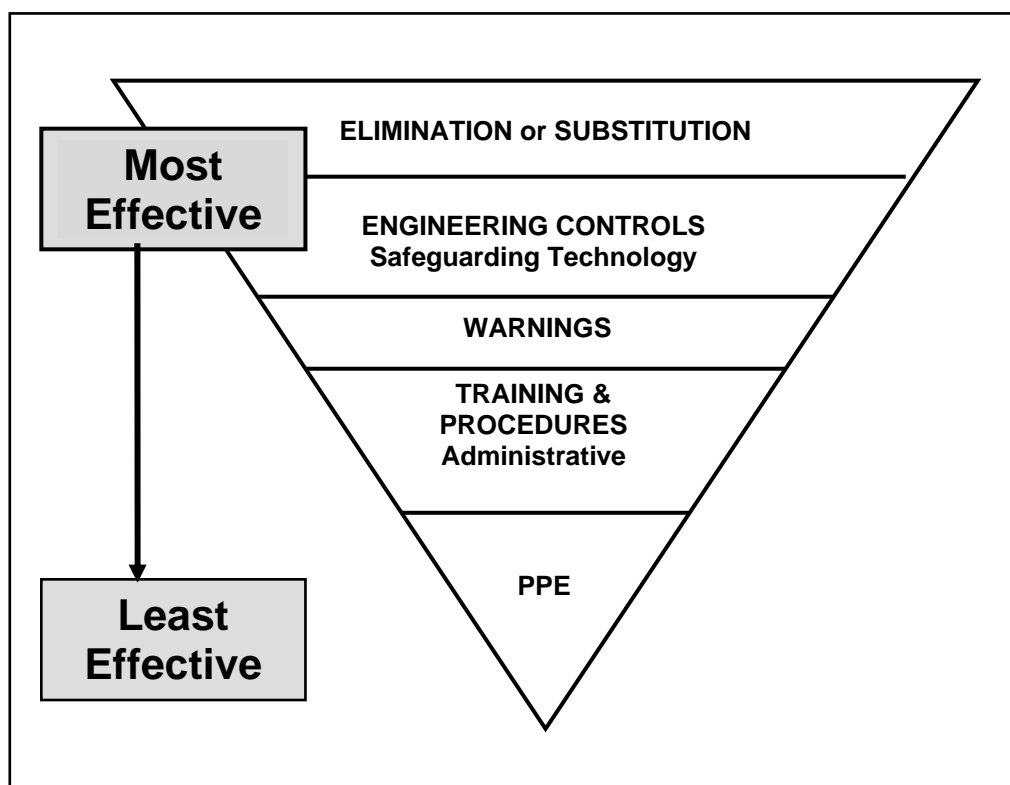 ELIMINATION or SUBSTITUTION
Most
Effective
ENGINEERING CONTROLS
Safeguarding Technology
WARNINGS
TRAINING &
PROCEDURES
Administrative
PPE
Least
Effective